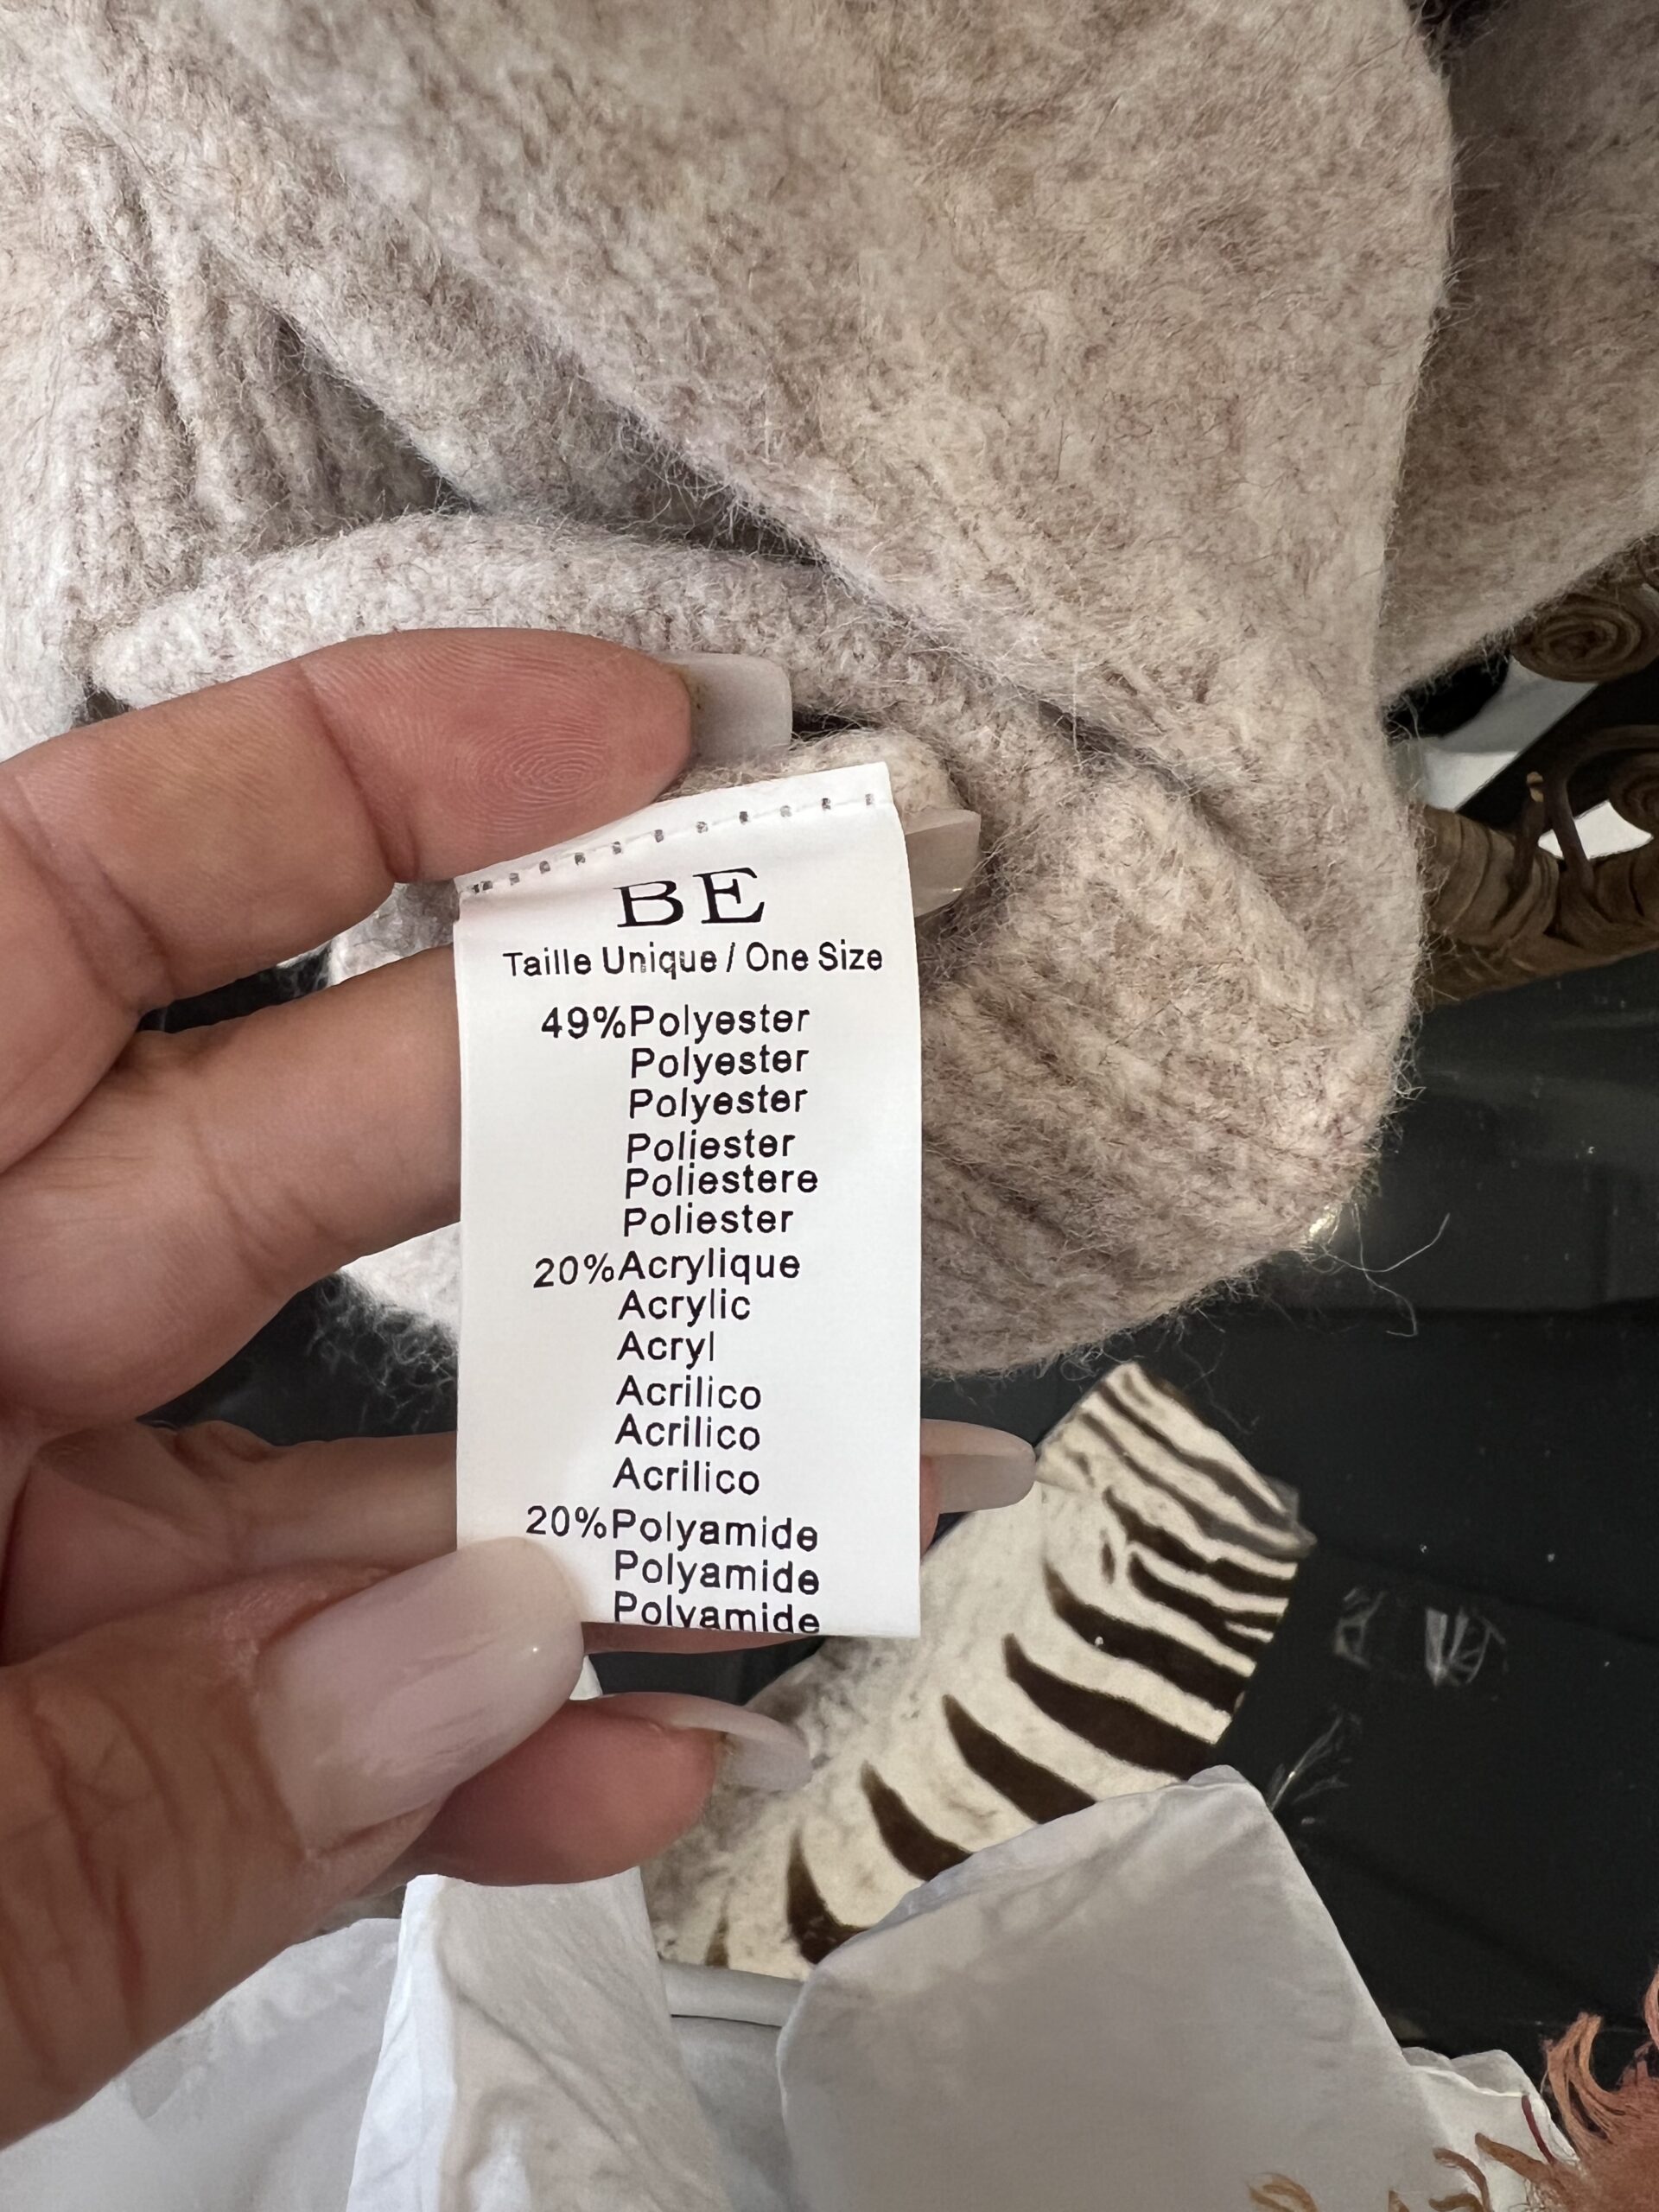 BE
Taille Unique / One Size
49%Polyester
Polyester
Polyester
Poliester
Poliestere
Poliester
20%Acrylique
Acrylic
Acryl
Acrilico
Acrilico
Acrilico
20%Polyamide
Polyamide
Polyamide